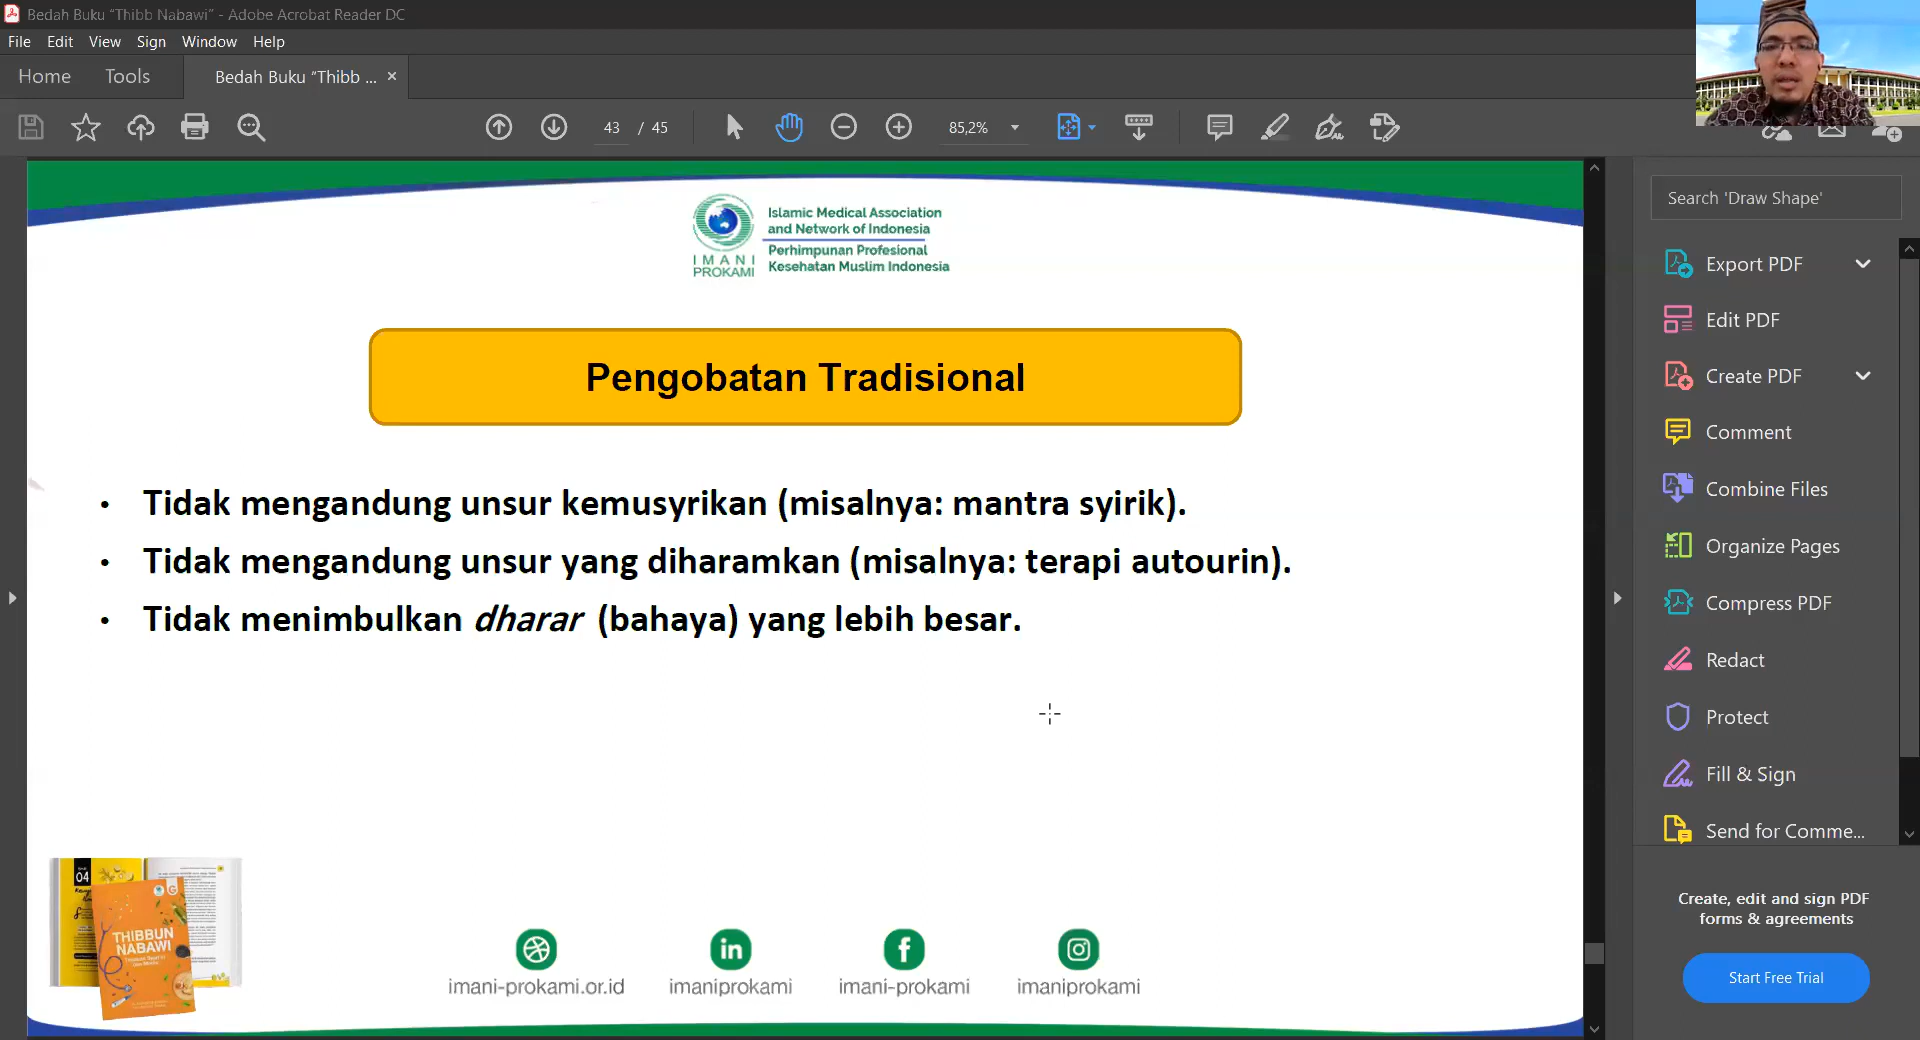 Bedah Buku “Thibb Nabawi” - Adobe Acrobat Reader DC
File Edit View Sign Window Help
Home Tools Bedah Buku “Thibb ... ×
43 / 45 85,2%
Search 'Draw Shape'
Export PDF
Edit PDF
Create PDF
Comment
Combine Files
Organize Pages
Compress PDF
Redact
Protect
Fill & Sign
Send for Comme...
Create, edit and sign PDF
forms & agreements
Start Free Trial
IMANI
PROKAMI
Islamic Medical Association
and Network of Indonesia
Perhimpunan Profesional
Kesehatan Muslim Indonesia
Pengobatan Tradisional
• Tidak mengandung unsur kemusyrikan (misalnya: mantra syirik).
• Tidak mengandung unsur yang diharamkan (misalnya: terapi autourin).
• Tidak menimbulkan dharar (bahaya) yang lebih besar.
04
THIBBUN
NABAWI
imani-prokami.or.id
imaniprokami
imani-prokami
imaniprokami